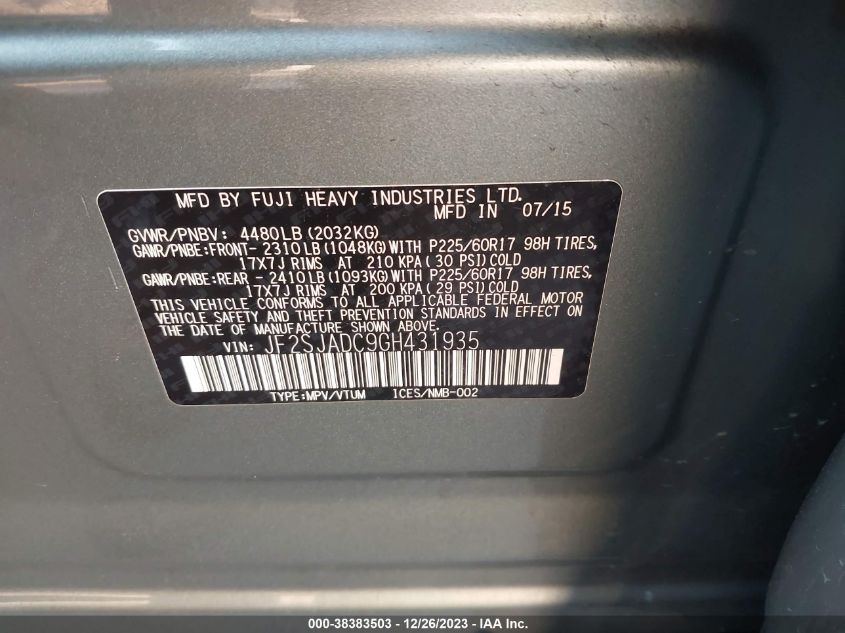 MFD BY FUJI HEAVY INDUSTRIES LTD.
MFD IN 07/15
GVWR/PNBV: 4480LB(2032KG)
GAWR/PNBE:FRONT-2310LB(1048KG)WITH P225/60R17 98H TIRES,
17X7J RIMS AT 210 KPA(30 PSI)COLD
GAWR/PNBE:REAR -2410LB(1093KG)WITH P225/60R17 98H TIRES,
17X7J RIMS AT 200 KPA(29 PSI)COLD
THIS VEHICLE CONFORMS TO ALL APPLICABLE FEDERAL MOTOR
VEHICLE SAFETY AND THEFT PREVENTION STANDARDS IN EFFECT ON
THE DATE OF MANUFACTURE SHOWN ABOVE.
VIN: JF2SJADC9GH431935
TYPE:MPV/VTUM ICES/NMB-002
000-38383503 - 12/26/2023 - IAA Inc.